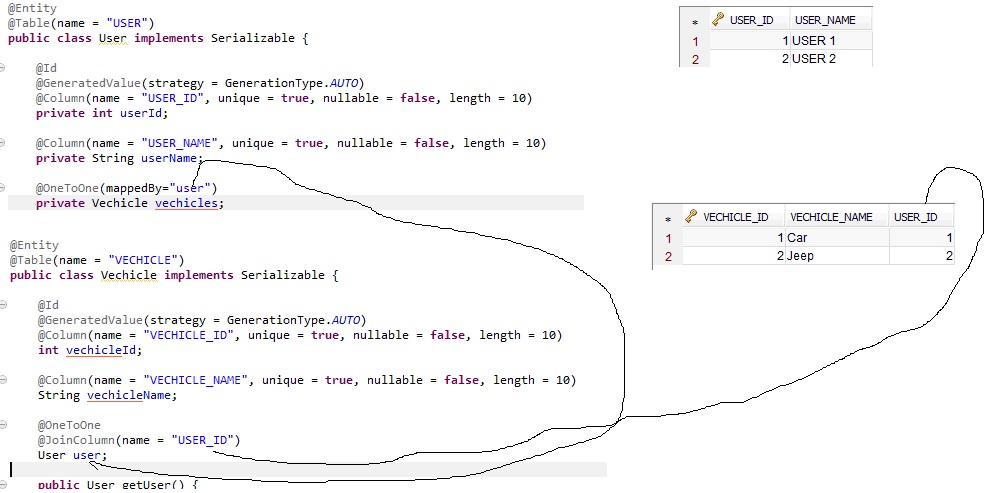 @Entity
@Table(name = "USER")
public class User implements Serializable {
@Id
@GeneratedValue(strategy = GenerationType.AUTO)
@Column(name = "USER_ID", unique = true, nullable = false, length = 10)
private int userId;
@Column(name = "USER_NAME", unique = true, nullable = false, length = 10)
private String userName;
@OneToOne(mappedBy="user")
private Vechicle vechicles;
@Entity
@Table(name = "VECHICLE")
public class Vechicle implements Serializable {
@Id
@GeneratedValue(strategy = GenerationType.AUTO)
@Column(name = "VECHICLE_ID", unique = true, nullable = false, length = 10)
int vechicleId;
@Column(name = "VECHICLE_NAME", unique = true, nullable = false, length = 10)
String vechicleName;
@OneToOne
@JoinColumn(name = "USER_ID")
User user;
public User getUser() {
* USER_ID USER_NAME
1 1 USER 1
2 2 USER 2
* VECHICLE_ID VECHICLE_NAME USER_ID
1 1 Car 1
2 2 Jeep 2